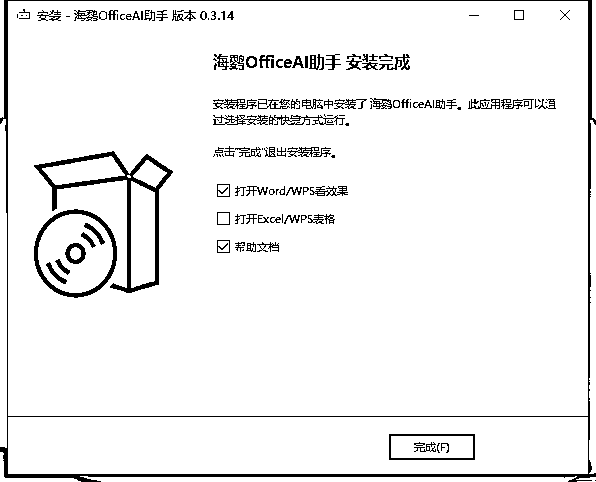 安装 - 海鹦OfficeAI助手 版本 0.3.14
海鹦OfficeAI助手 安装完成
安装程序已在您的电脑中安装了 海鹦OfficeAI助手。此应用程序可以通
过选择安装的快捷方式运行。
点击“完成”退出安装程序。
打开Word/WPS看效果
打开Excel/WPS表格
帮助文档
完成(F)